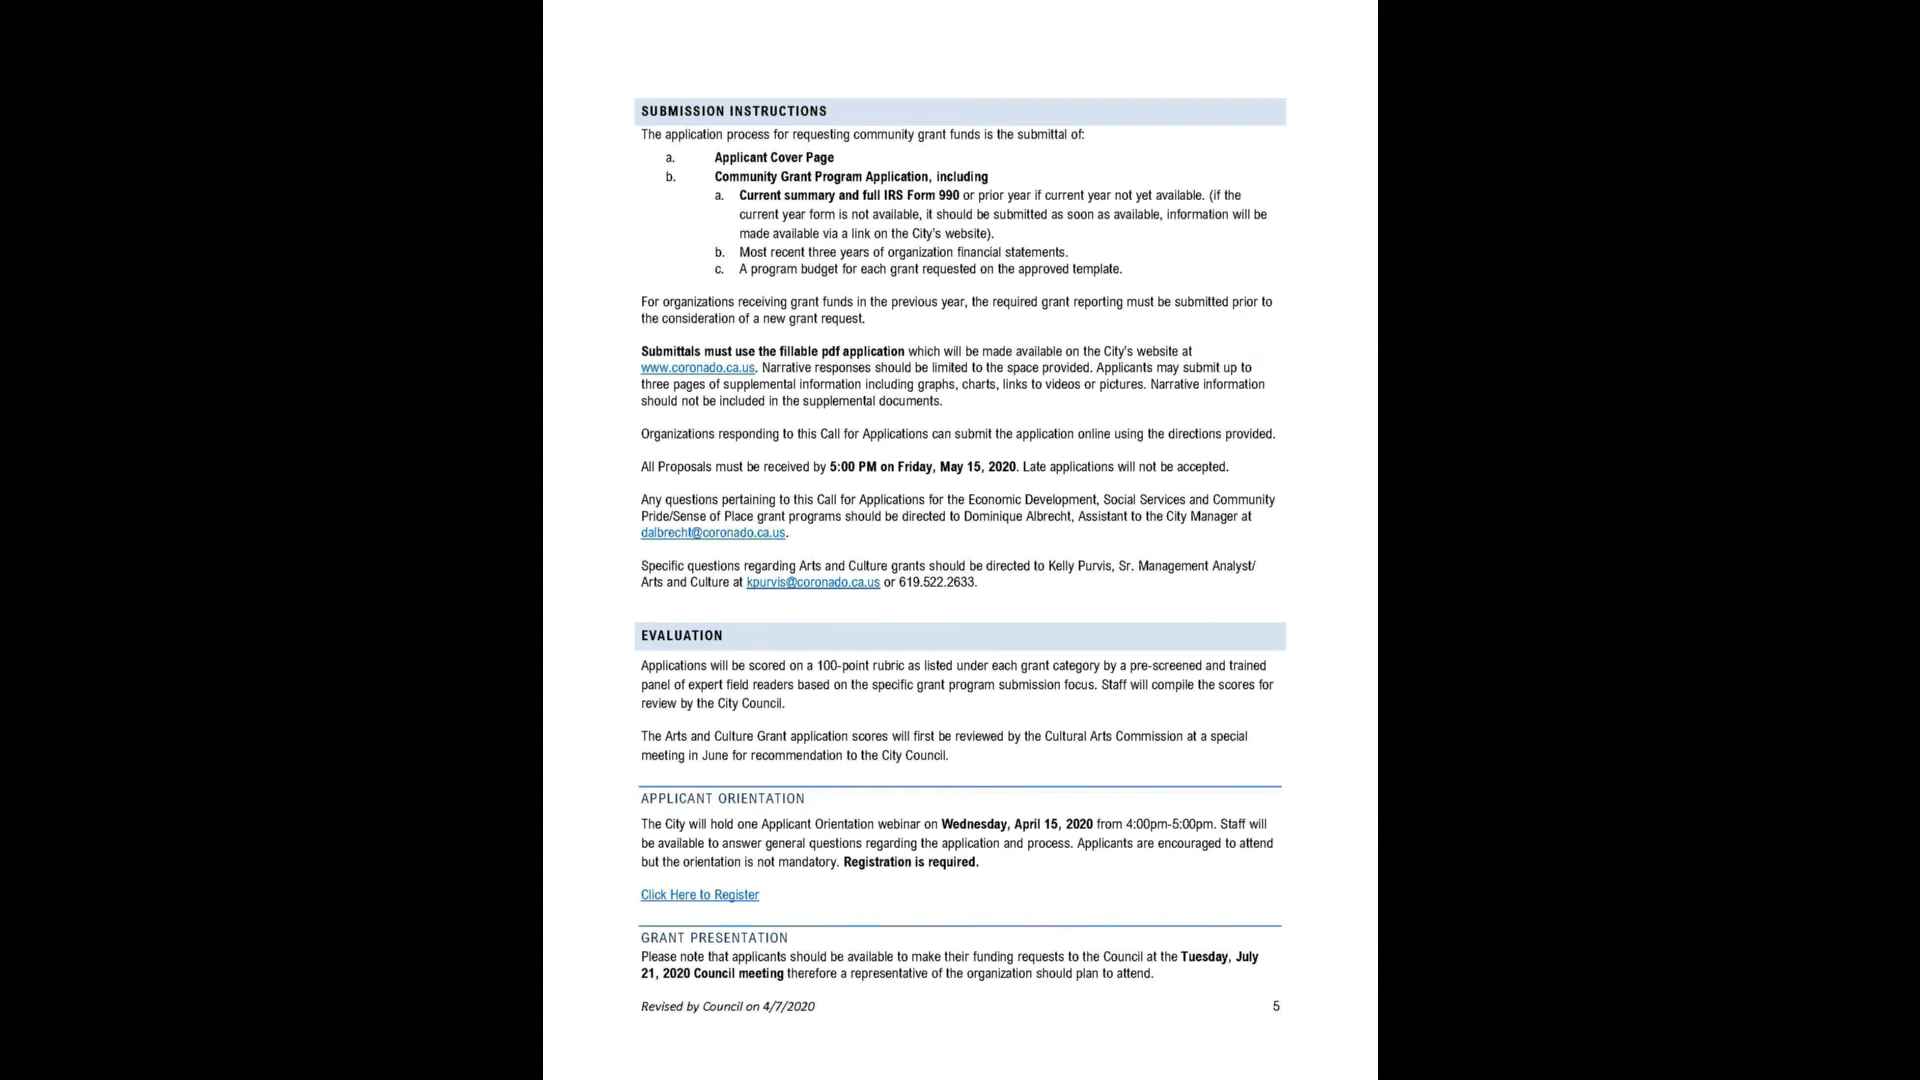 SUBMISSION INSTRUCTIONS
The application process for requesting community grant funds is the submittal of:
a. Applicant Cover Page
b. Community Grant Program Application, including
a. Current summary and full IRS Form 990 or prior year if current year not yet available. (if the
current year form is not available, it should be submitted as soon as available, information will be
made available via a link on the City's website).
b. Most recent three years of organization financial statements.
c. A program budget for each grant requested on the approved template.
For organizations receiving grant funds in the previous year, the required grant reporting must be submitted prior to
the consideration of a new grant request.
Submittals must use the fillable pdf application which will be made available on the City's website at
www.coronado.ca.us. Narrative responses should be limited to the space provided. Applicants may submit up to
three pages of supplemental information including graphs, charts, links to videos or pictures. Narrative information
should not be included in the supplemental documents.
Organizations responding to this Call for Applications can submit the application online using the directions provided.
All Proposals must be received by 5:00 PM on Friday, May 15, 2020. Late applications will not be accepted.
Any questions pertaining to this Call for Applications for the Economic Development, Social Services and Community
Pride/Sense of Place grant programs should be directed to Dominique Albrecht, Assistant to the City Manager at
dalbrecht@coronado.ca.us.
Specific questions regarding Arts and Culture grants should be directed to Kelly Purvis, Sr. Management Analyst/
Arts and Culture at kpurvis@coronado.ca.us or 619.522.2633.
EVALUATION
Applications will be scored on a 100-point rubric as listed under each grant category by a pre-screened and trained
panel of expert field readers based on the specific grant program submission focus. Staff will compile the scores for
review by the City Council.
The Arts and Culture Grant application scores will first be reviewed by the Cultural Arts Commission at a special
meeting in June for recommendation to the City Council.
APPLICANT ORIENTATION
The City will hold one Applicant Orientation webinar on Wednesday, April 15, 2020 from 4:00pm-5:00pm. Staff will
be available to answer general questions regarding the application and process. Applicants are encouraged to attend
but the orientation is not mandatory. Registration is required.
Click Here to Register
GRANT PRESENTATION
Please note that applicants should be available to make their funding requests to the Council at the Tuesday, July
21, 2020 Council meeting therefore a representative of the organization should plan to attend.
Revised by Council on 4/7/2020 5